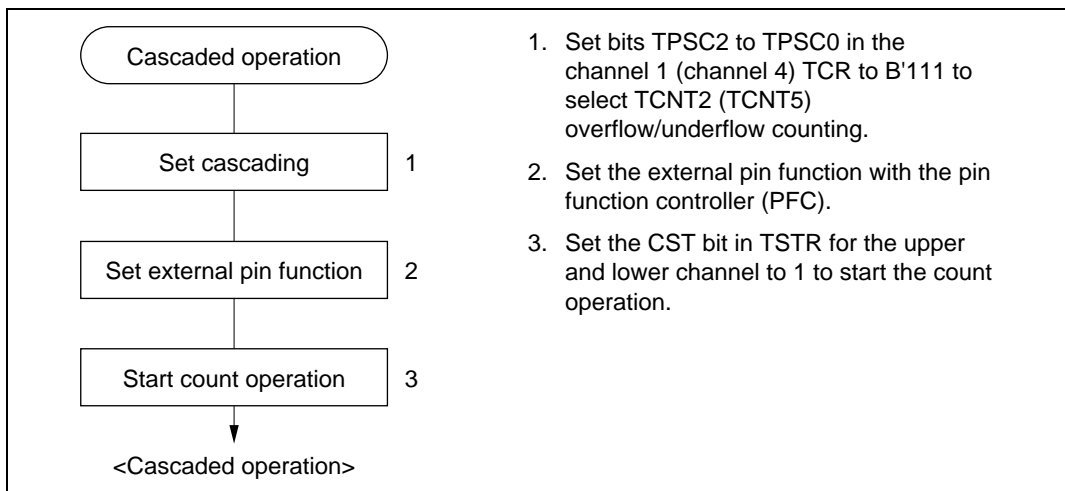 Cascaded operation
Set cascading 1
Set external pin function 2
Start count operation 3
<Cascaded operation>
1. Set bits TPSC2 to TPSC0 in the
channel 1 (channel 4) TCR to B'111 to
select TCNT2 (TCNT5)
overflow/underflow counting.
2. Set the external pin function with the pin
function controller (PFC).
3. Set the CST bit in TSTR for the upper
and lower channel to 1 to start the count
operation.